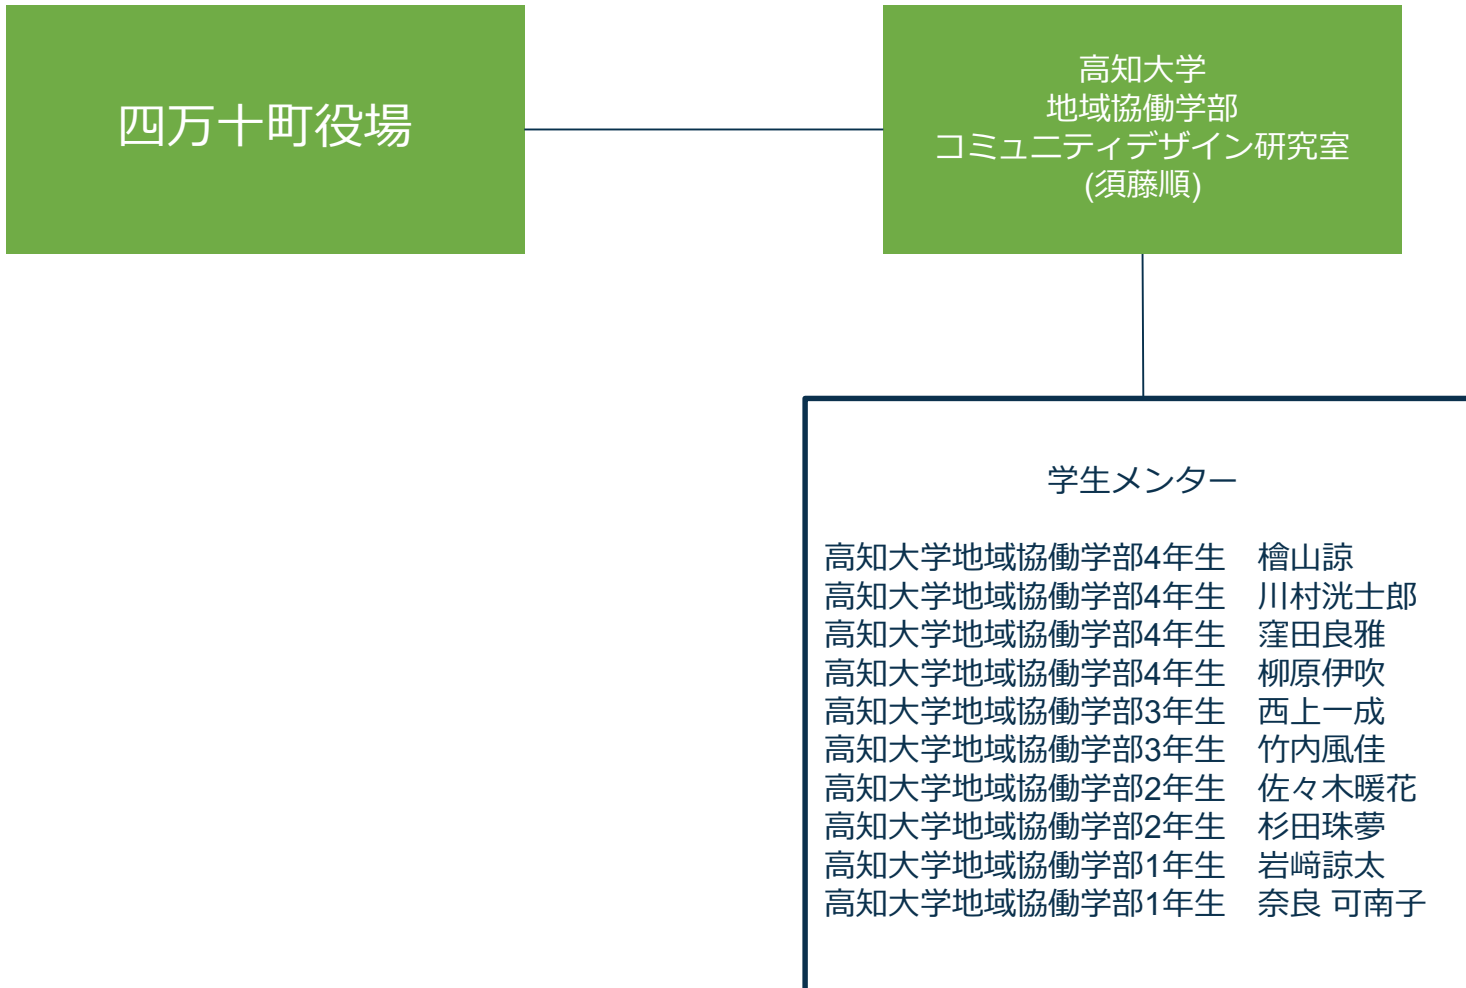 四万十町役場
高知大学
地域協働学部
コミュニティデザイン研究室
(須藤順)
学生メンター
高知大学地域協働学部4年生　檜山諒
高知大学地域協働学部4年生　川村洸士郎
高知大学地域協働学部4年生　窪田良雅
高知大学地域協働学部4年生　柳原伊吹
高知大学地域協働学部3年生　西上一成
高知大学地域協働学部3年生　竹内風佳
高知大学地域協働学部2年生　佐々木暖花
高知大学地域協働学部2年生　杉田珠夢
高知大学地域協働学部1年生　岩﨑諒太
高知大学地域協働学部1年生　奈良 可南子